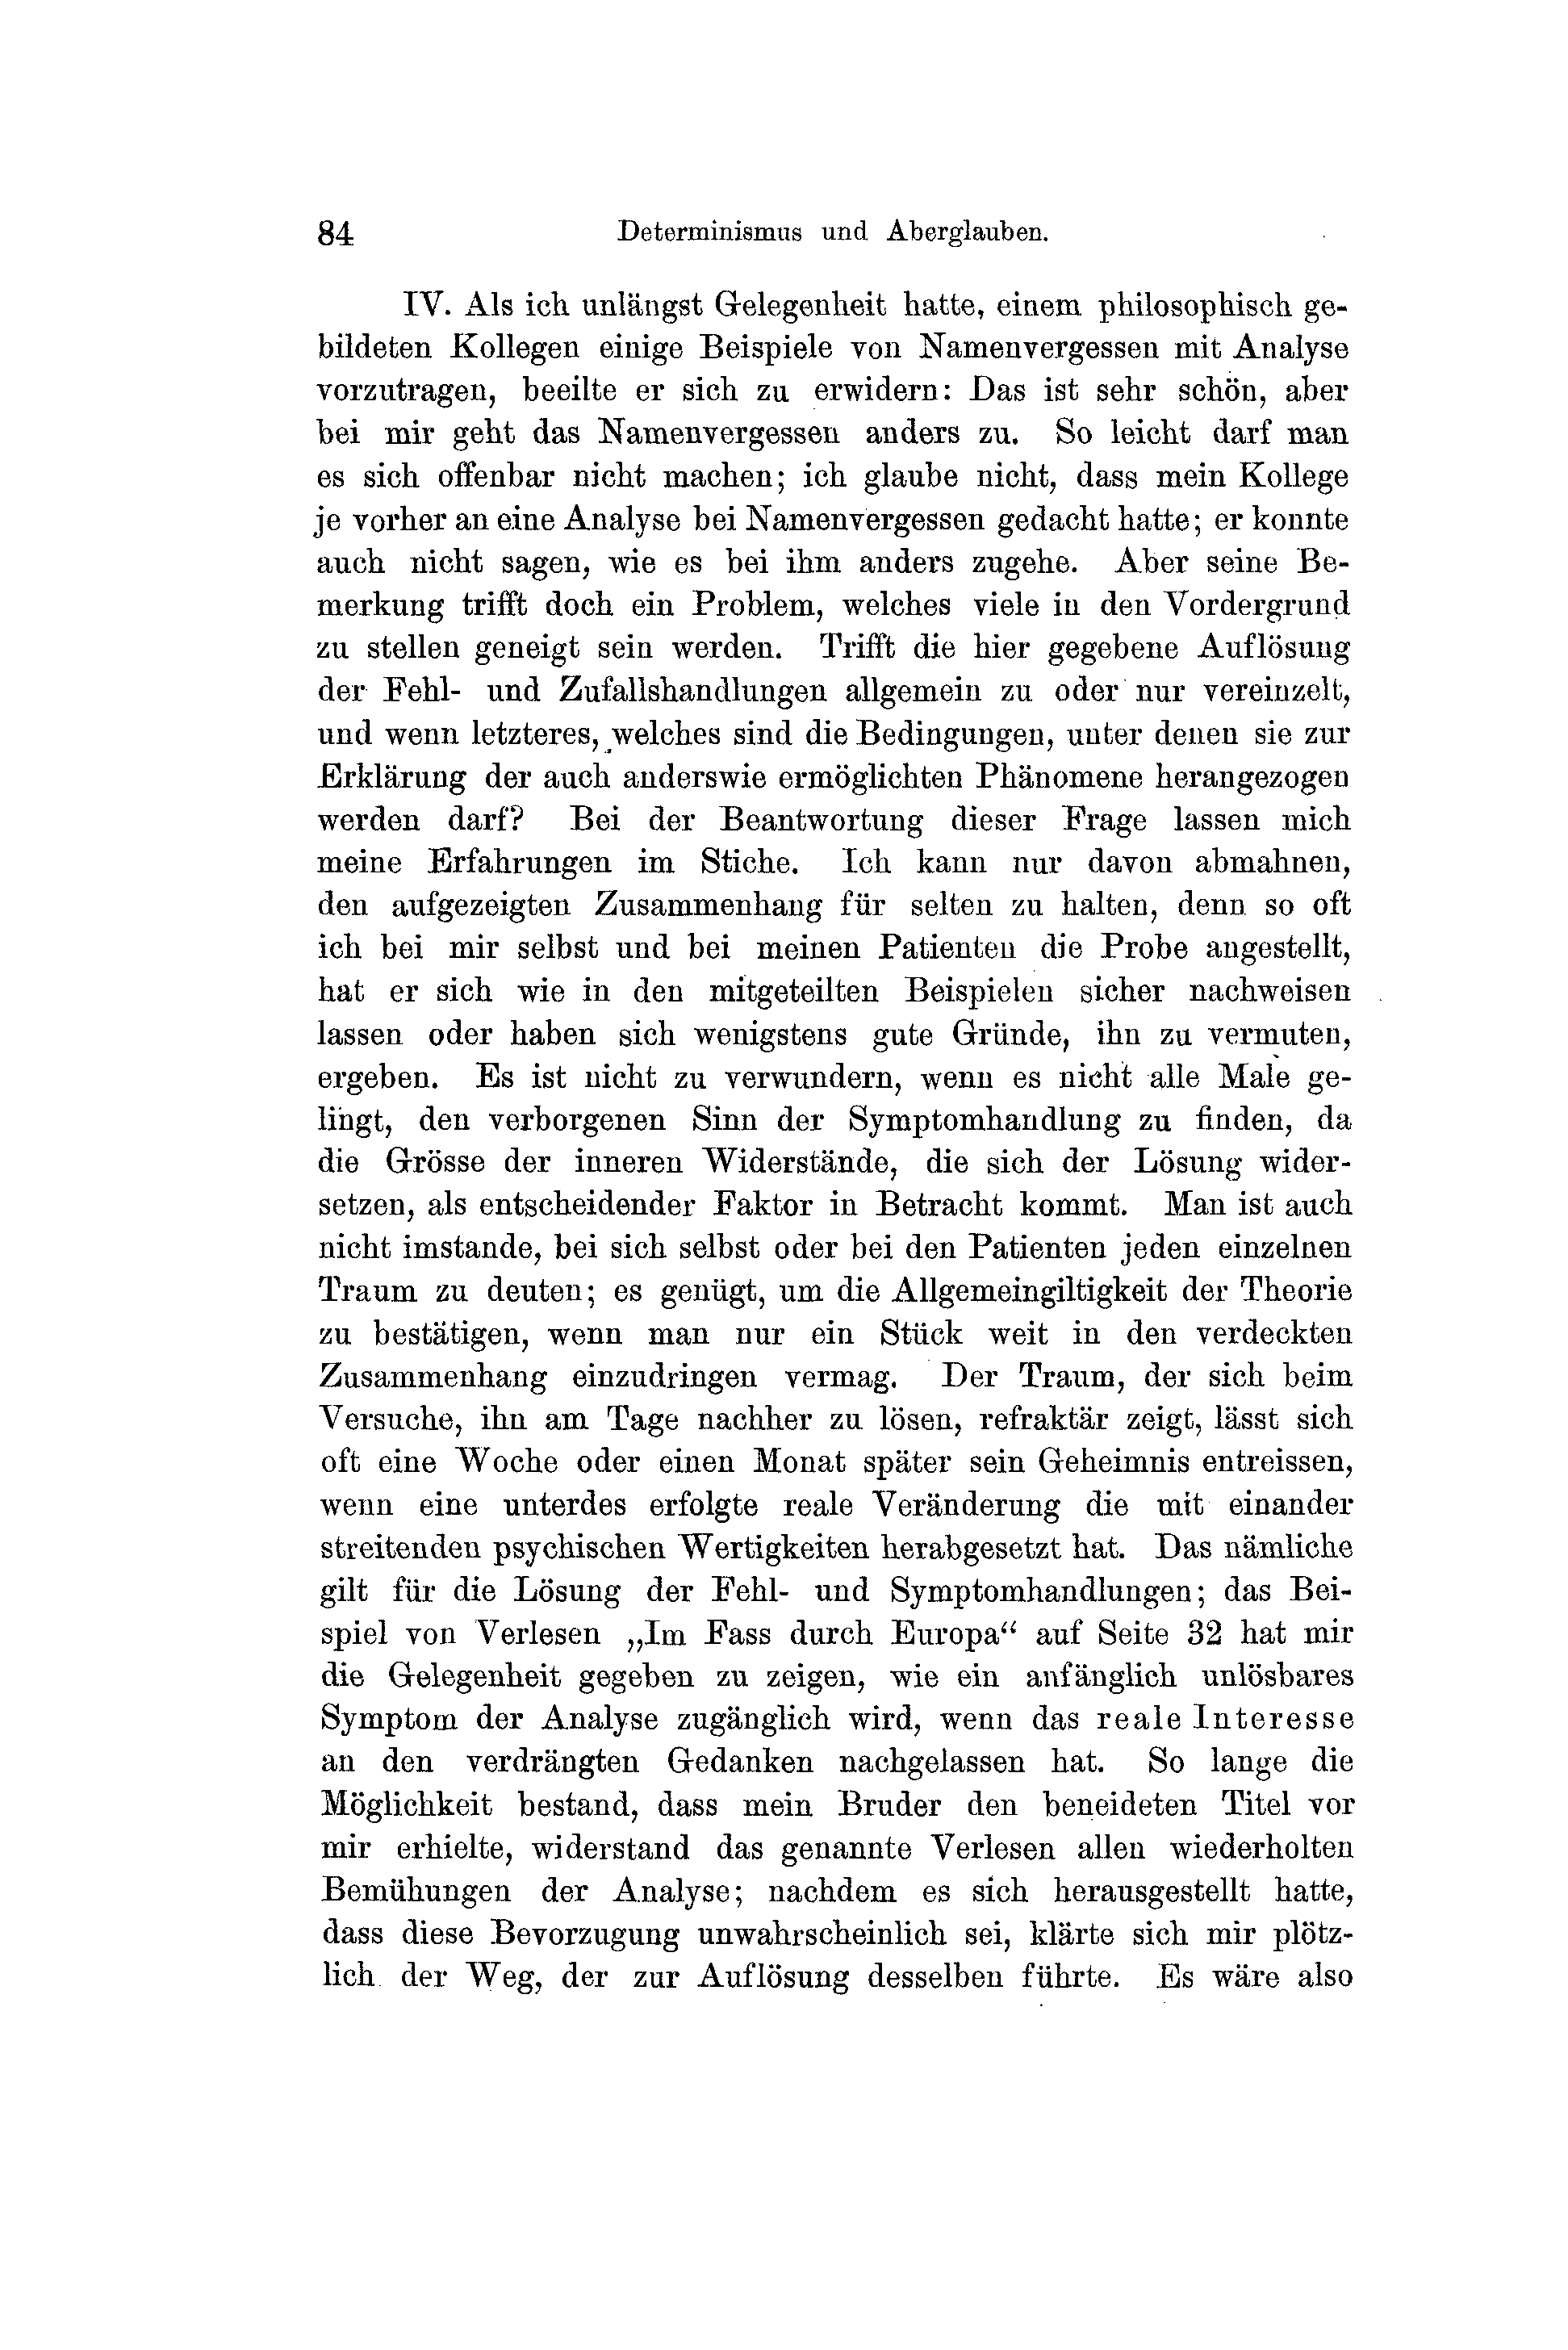 84 Determinismus und Aberglauben.
IV. Als ich unlängst Gelegenheit hatte, einem philosophisch ge-
bildeten Kollegen einige Beispiele von Namenvergessen mit Analyse
vorzutragen, beeilte er sich zu erwidern: Das ist sehr schön, aber
bei mir geht das Namenvergessen anders zu. So leicht darf man
es sich offenbar nicht machen; ich glaube nicht, dass mein Kollege
je vorher an eine Analyse bei Namenvergessen gedacht hatte; er konnte
auch nicht sagen, wie es bei ihm anders zugehe. Aber seine Be-
merkung trifft doch ein Problem, welches viele in den Vordergrund
zu stellen geneigt sein werden. Trifft die hier gegebene Auflösung
der Fehl- und Zufallshandlungen allgemein zu oder nur vereinzelt,
und wenn letzteres, welches sind die Bedingungen, unter denen sie zur
Erklärung der auch anderswie ermöglichten Phänomene herangezogen
werden darf? Bei der Beantwortung dieser Frage lassen mich
meine Erfahrungen im Stiche. Ich kann nur davon abmahnen,
den aufgezeigten Zusammenhang für selten zu halten, denn so oft
ich bei mir selbst und bei meinen Patienten die Probe angestellt,
hat er sich wie in den mitgeteilten Beispielen sicher nachweisen
lassen oder haben sich wenigstens gute Gründe, ihn zu vermuten,
ergeben. Es ist nicht zu verwundern, wenn es nicht alle Male ge-
lingt, den verborgenen Sinn der Symptomhandlung zu finden, da
die Grösse der inneren Widerstände, die sich der Lösung wider-
setzen, als entscheidender Faktor in Betracht kommt. Man ist auch
nicht imstande, bei sich selbst oder bei den Patienten jeden einzelnen
Traum zu deuten; es genügt, um die Allgemeingiltigkeit der Theorie
zu bestätigen, wenn man nur ein Stück weit in den verdeckten
Zusammenhang einzudringen vermag. Der Traum, der sich beim
Versuche, ihn am Tage nachher zu lösen, refraktär zeigt, lässt sich
oft eine Woche oder einen Monat später sein Geheimnis entreissen,
wenn eine unterdes erfolgte reale Veränderung die mit einander
streitenden psychischen Wertigkeiten herabgesetzt hat. Das nämliche
gilt für die Lösung der Fehl- und Symptomhandlungen; das Bei-
spiel von Verlesen „Im Fass durch Europa“ auf Seite 32 hat mir
die Gelegenheit gegeben zu zeigen, wie ein anfänglich unlösbares
Symptom der Analyse zugänglich wird, wenn das reale Interesse
an den verdrängten Gedanken nachgelassen hat. So lange die
Möglichkeit bestand, dass mein Bruder den beneideten Titel vor
mir erhielte, widerstand das genannte Verlesen allen wiederholten
Bemühungen der Analyse; nachdem es sich herausgestellt hatte,
dass diese Bevorzugung unwahrscheinlich sei, klärte sich mir plötz-
lich der Weg, der zur Auflösung desselben führte. Es wäre also